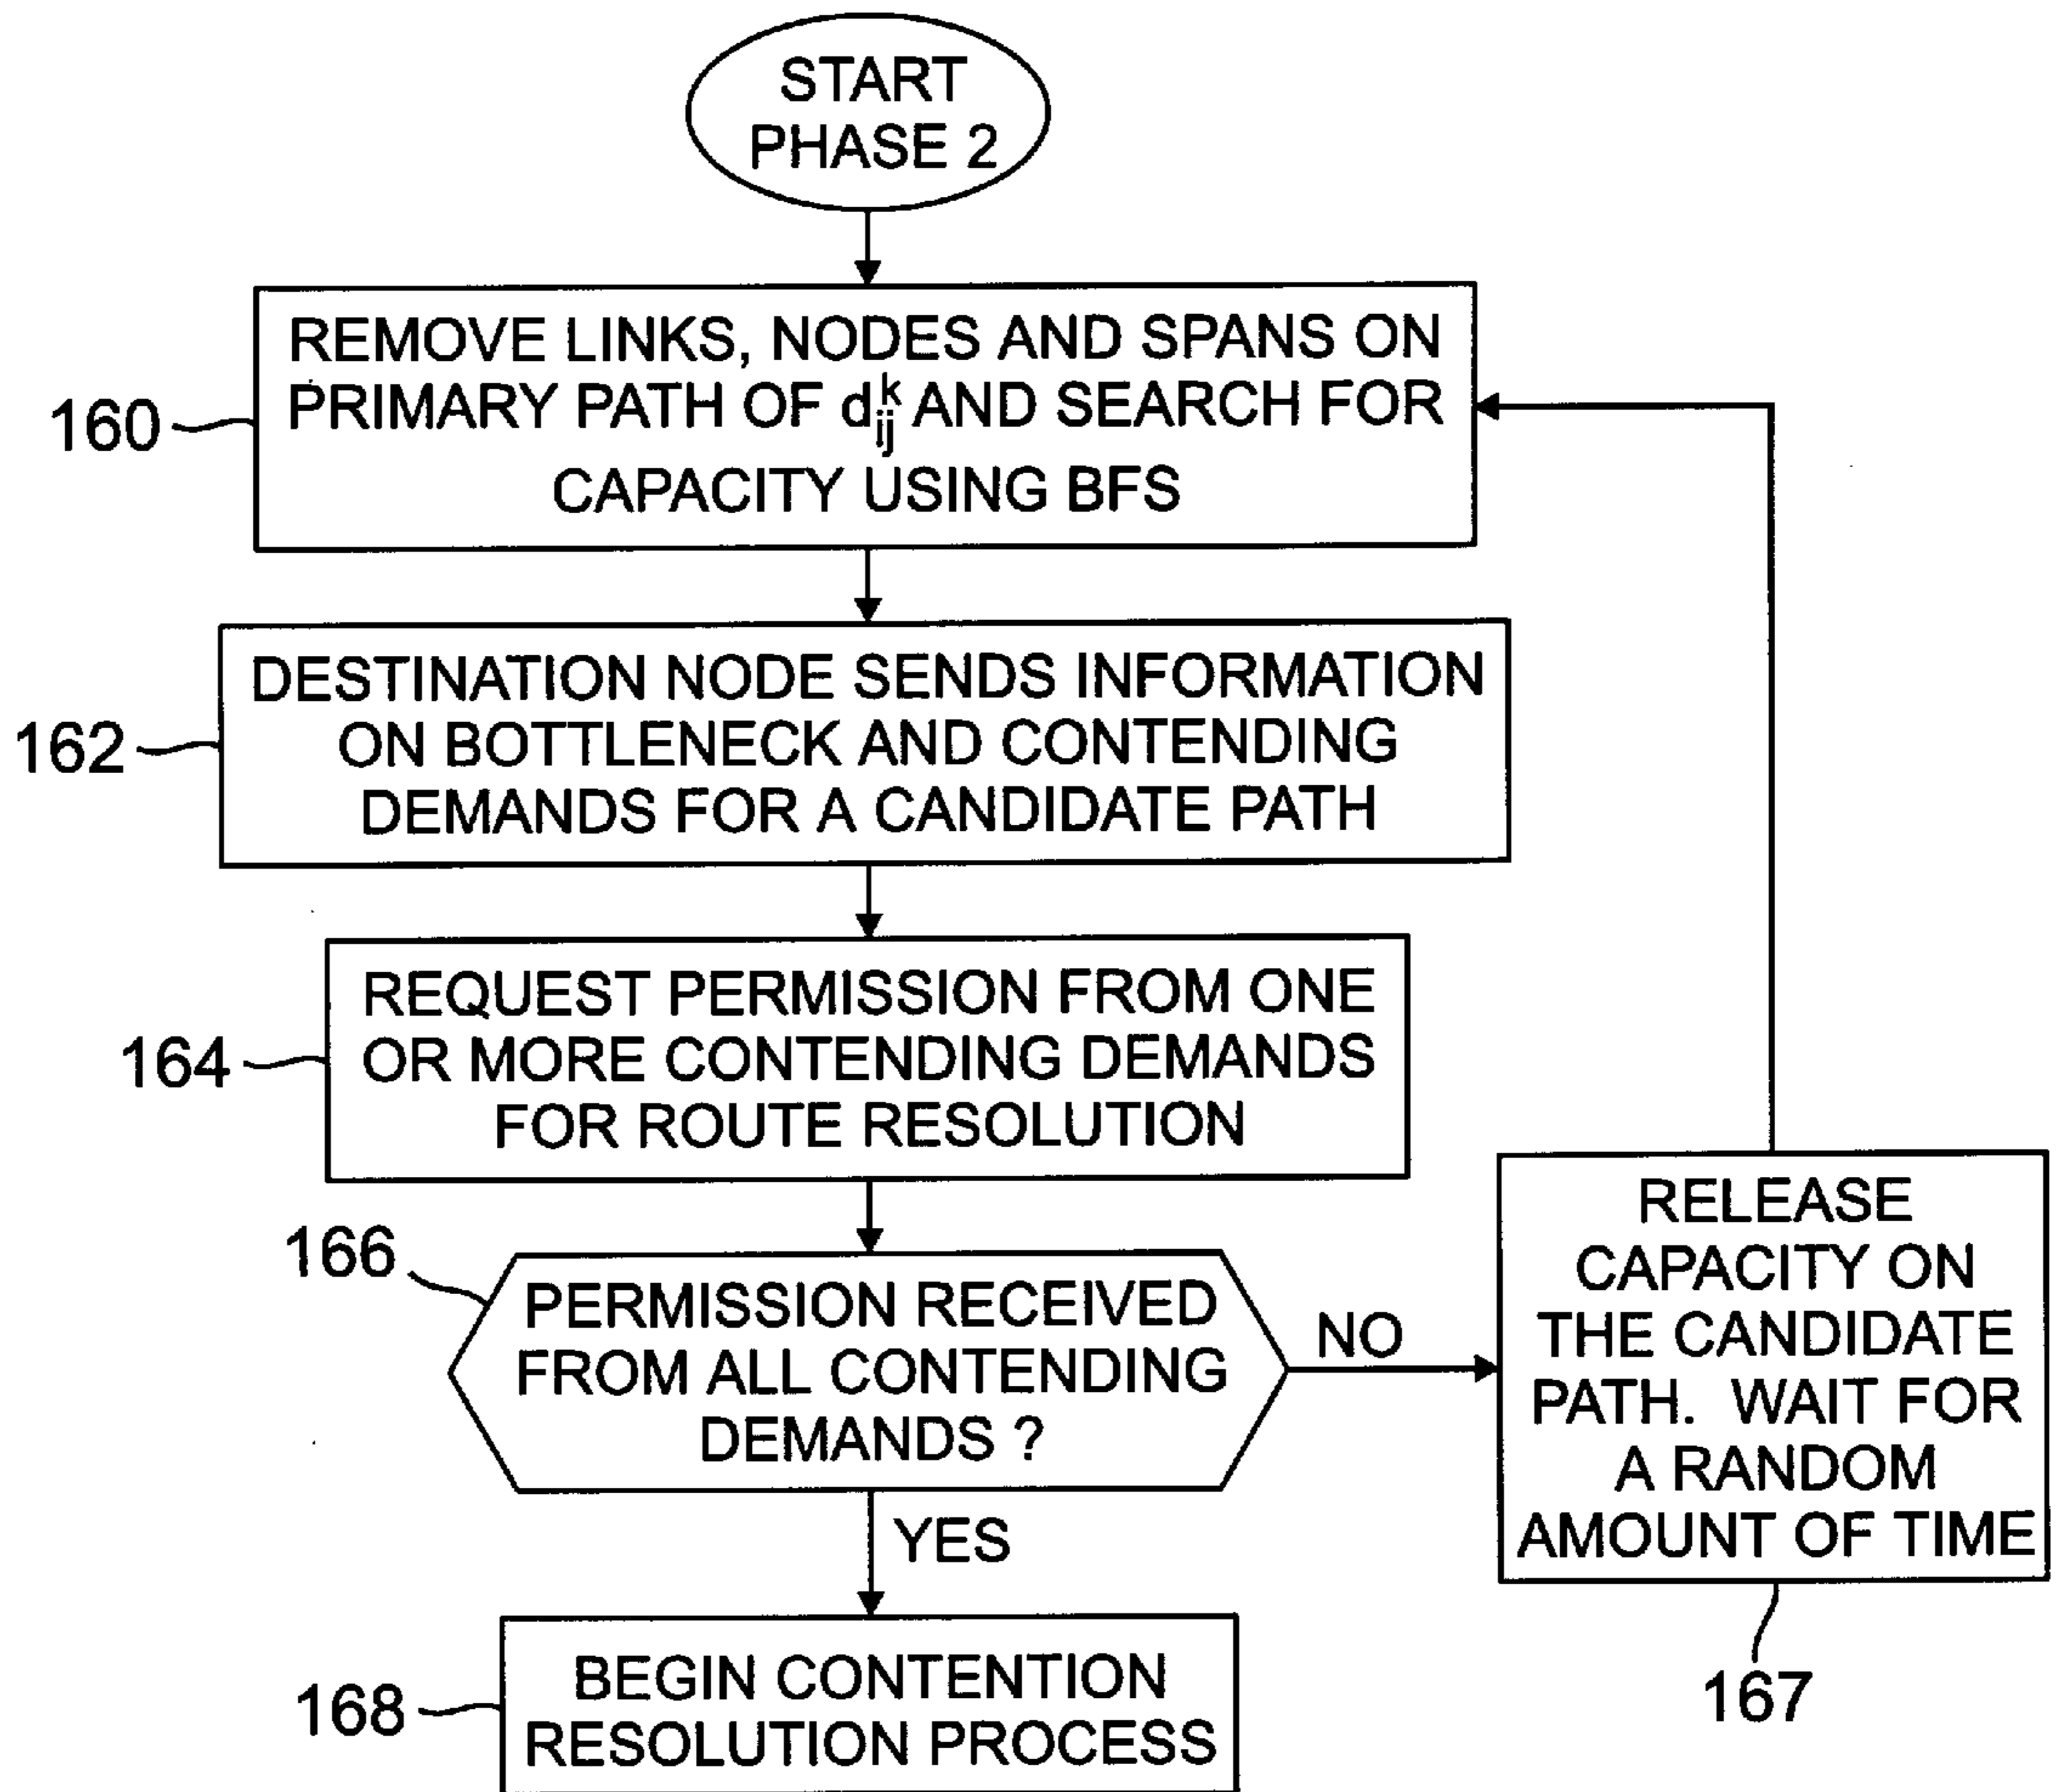 START
PHASE 2
160
REMOVE LINKS, NODES AND SPANS ON
PRIMARY PATH OF d_{ij}^{k} AND SEARCH FOR
CAPACITY USING BFS
162
DESTINATION NODE SENDS INFORMATION
ON BOTTLENECK AND CONTENDING
DEMANDS FOR A CANDIDATE PATH
164
REQUEST PERMISSION FROM ONE
OR MORE CONTENDING DEMANDS
FOR ROUTE RESOLUTION
166
PERMISSION RECEIVED
FROM ALL CONTENDING
DEMANDS ?
NO
RELEASE
CAPACITY ON
THE CANDIDATE
PATH. WAIT FOR
A RANDOM
AMOUNT OF TIME
167
YES
168
BEGIN CONTENTION
RESOLUTION PROCESS